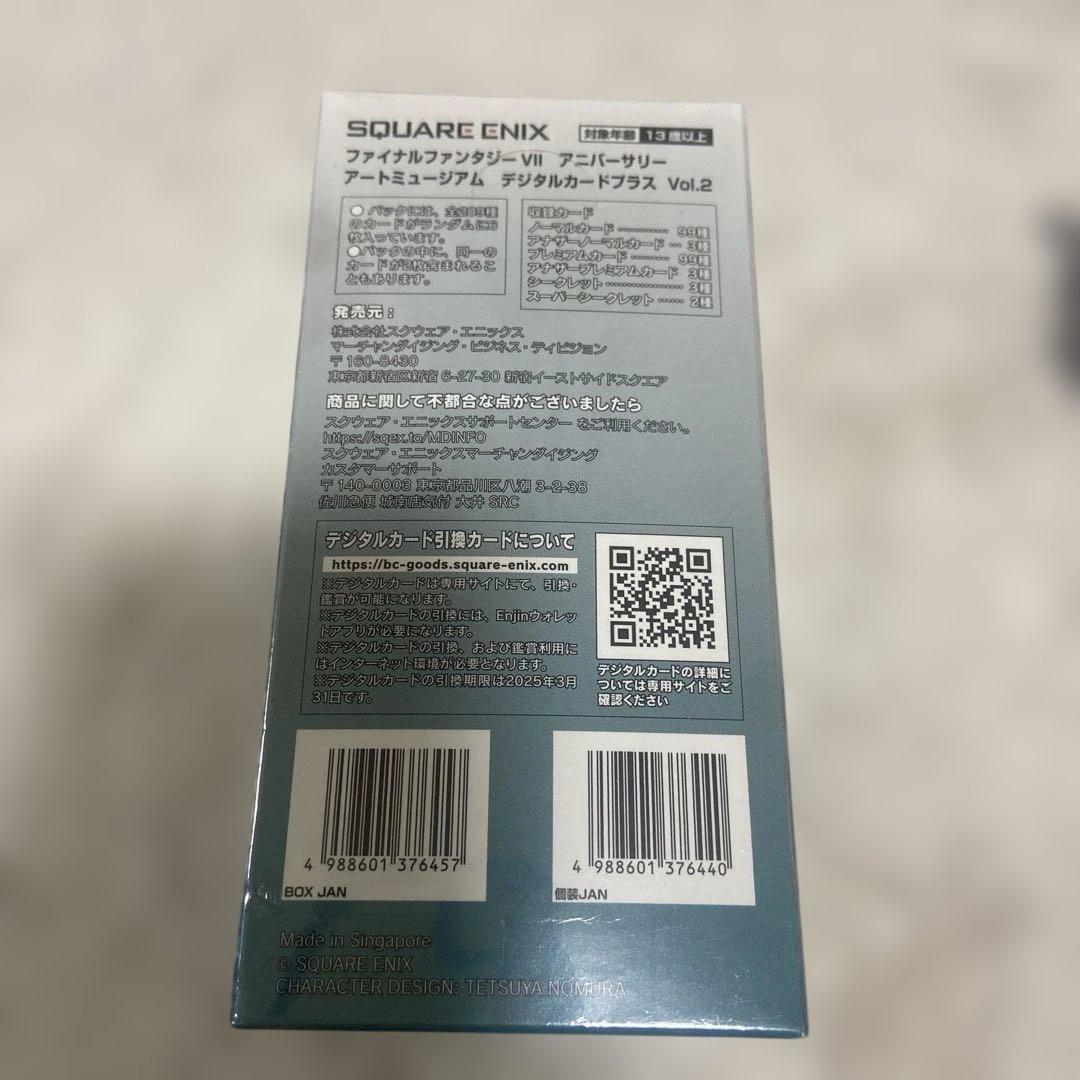 SQUARE ENIX 対象年齢 13歳以上
ファイナルファンタジーVII アニバーサリー
アートミュージアム デジタルカードプラス Vol.2
● パックには、全209種
のカードがランダムに6
枚入っています。
●パックの中に、同一の
カードが2枚含まれるこ
ともあります。
収録カード
ノーマルカード ………… 99種
アナザーノーマルカード … 3種
プレミアムカード ……… 99種
アナザープレミアムカード 3種
シークレット ……………… 3種
スーパーシークレット …… 2種
発売元：
株式会社スクウェア・エニックス
マーチャンダイジング・ビジネス・ディビジョン
〒160-8430
東京都新宿区新宿 6-27-30 新宿イーストサイドスクエア
商品に関して不都合な点がございましたら
スクウェア・エニックスサポートセンター をご利用ください。
https://sqex.to/MDINFO
スクウェア・エニックスマーチャンダイジング
カスタマーサポート
〒140-0003 東京都品川区八潮 3-2-38
佐川急便 城南店気付 大井 SRC
デジタルカード引換カードについて
https://bc-goods.square-enix.com
※デジタルカードは専用サイトにて、引換・
鑑賞が可能になります。
※デジタルカードの引換には、Enjinウォレッ
トアプリが必要になります。
※デジタルカードの引換、および鑑賞利用に
はインターネット環境が必要となります。
※デジタルカードの引換期限は2025年3月
31日です。
デジタルカードの詳細に
ついては専用サイトをご
確認ください
4 988601 376457
BOX JAN
4 988601 376440
個装JAN
Made in Singapore
© SQUARE ENIX
CHARACTER DESIGN: TETSUYA NOMURA